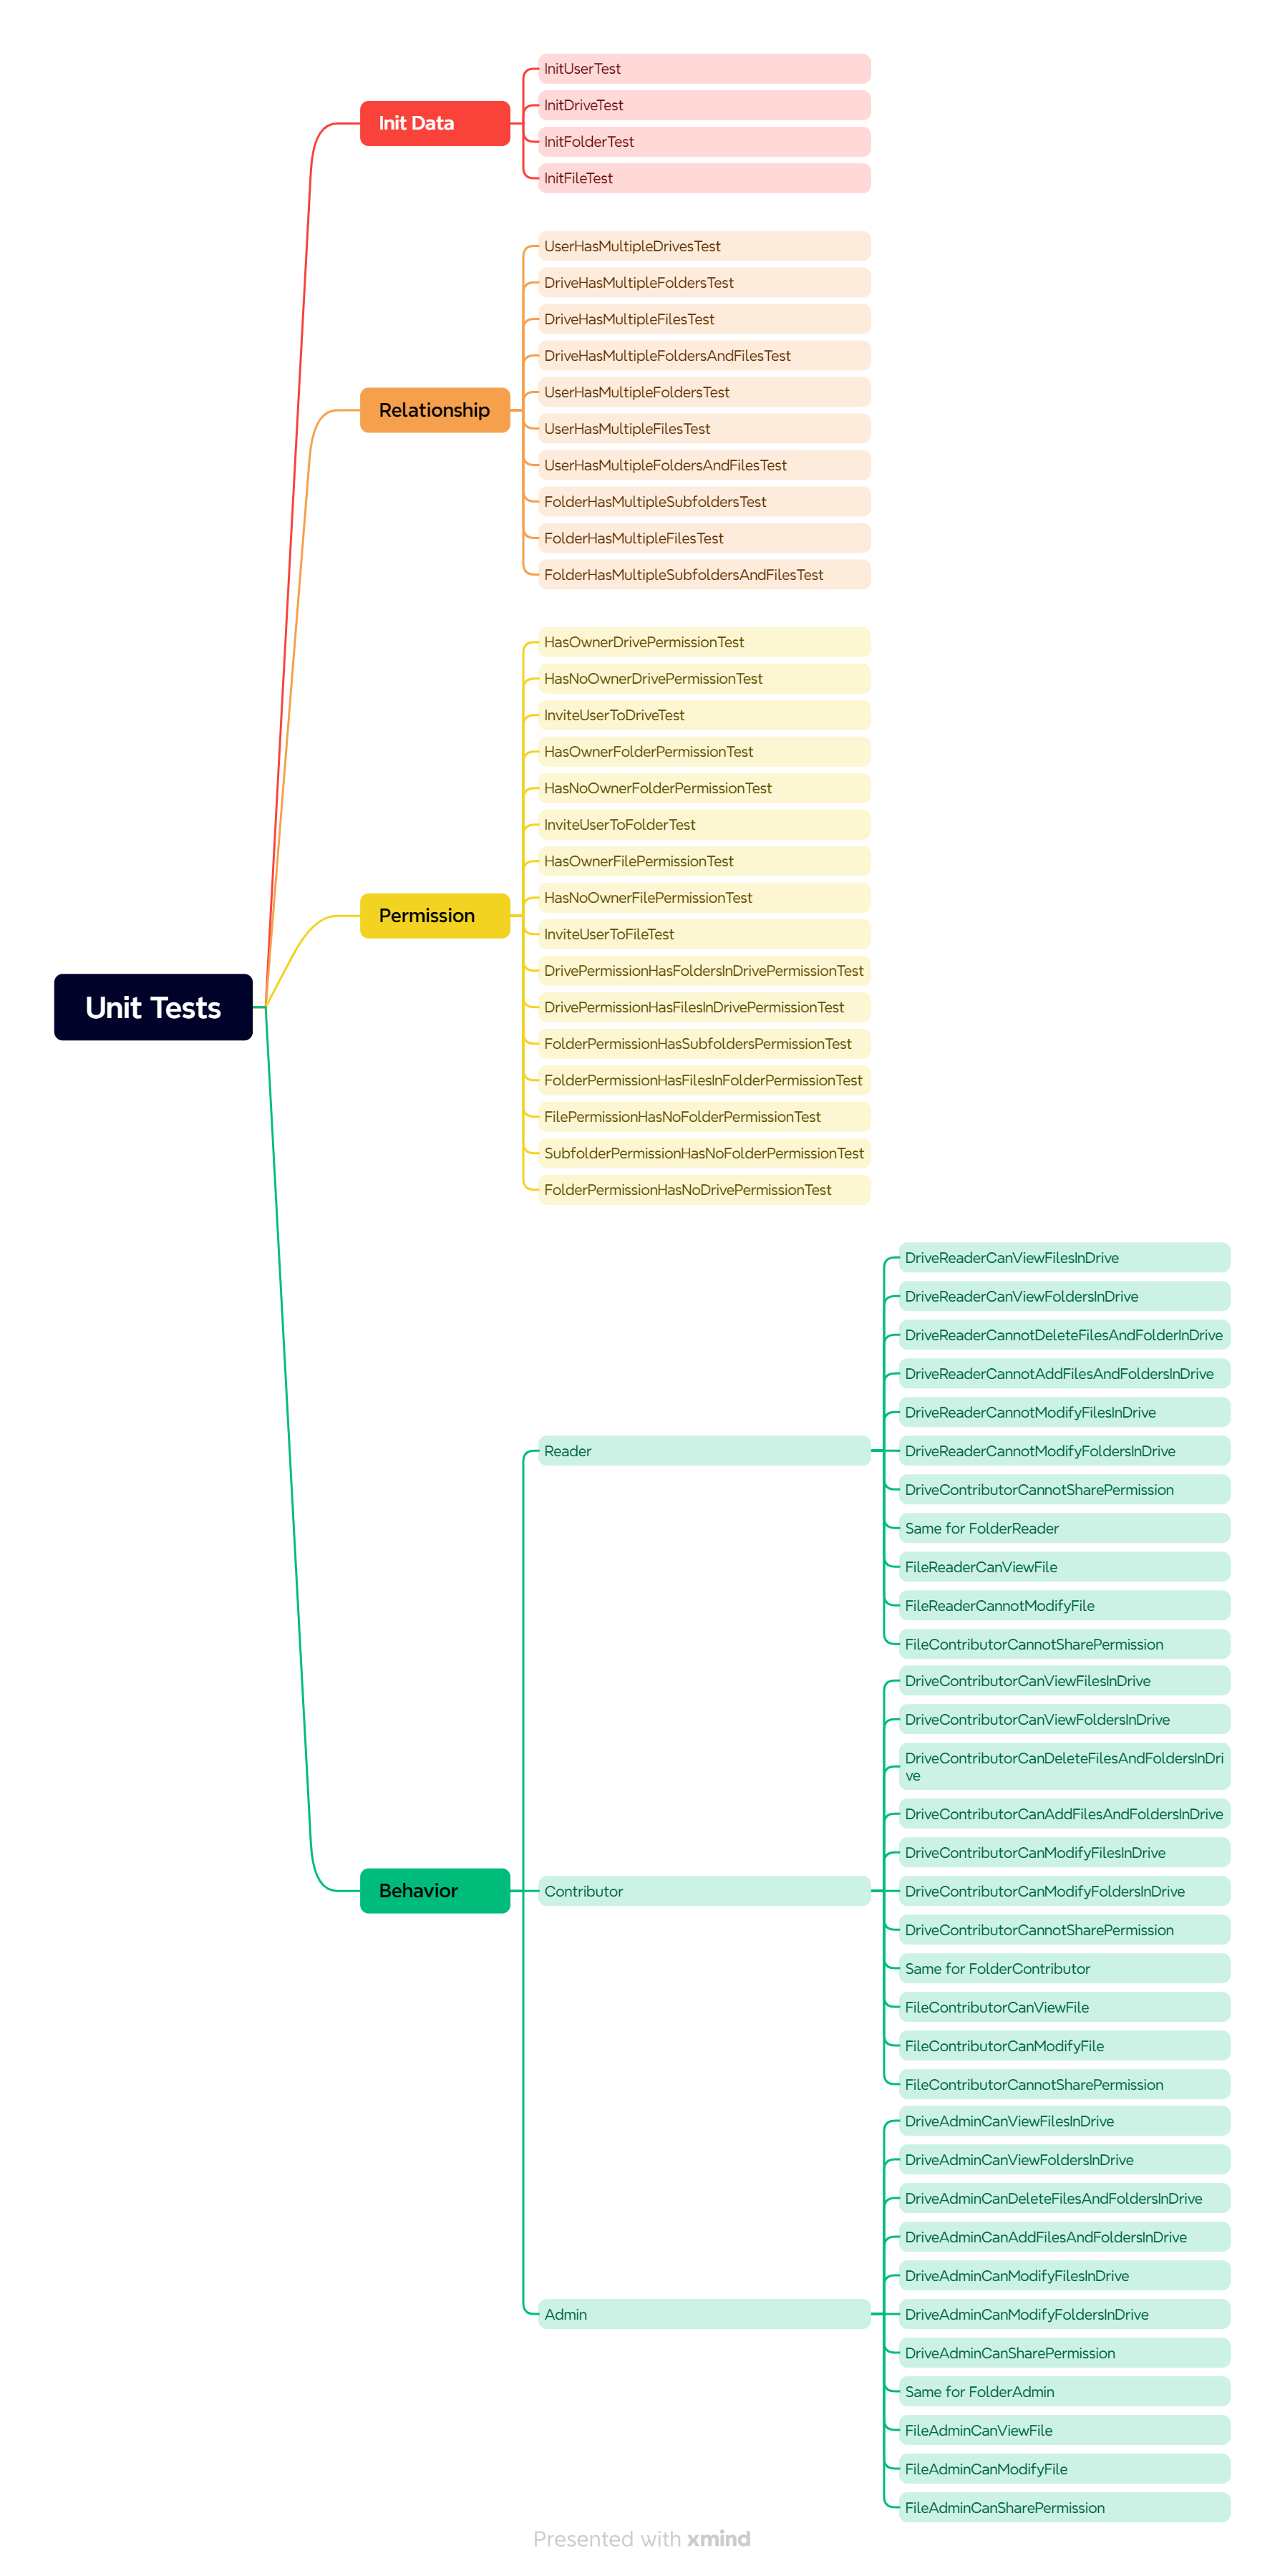 Unit Tests
Init Data
InitUserTest
InitDriveTest
InitFolderTest
InitFileTest
Relationship
UserHasMultipleDrivesTest
DriveHasMultipleFoldersTest
DriveHasMultipleFilesTest
DriveHasMultipleFoldersAndFilesTest
UserHasMultipleFoldersTest
UserHasMultipleFilesTest
UserHasMultipleFoldersAndFilesTest
FolderHasMultipleSubfoldersTest
FolderHasMultipleFilesTest
FolderHasMultipleSubfoldersAndFilesTest
Permission
HasOwnerDrivePermissionTest
HasNoOwnerDrivePermissionTest
InviteUserToDriveTest
HasOwnerFolderPermissionTest
HasNoOwnerFolderPermissionTest
InviteUserToFolderTest
HasOwnerFilePermissionTest
HasNoOwnerFilePermissionTest
InviteUserToFileTest
DrivePermissionHasFoldersInDrivePermissionTest
DrivePermissionHasFilesInDrivePermissionTest
FolderPermissionHasSubfoldersPermissionTest
FolderPermissionHasFilesInFolderPermissionTest
FilePermissionHasNoFolderPermissionTest
SubfolderPermissionHasNoFolderPermissionTest
FolderPermissionHasNoDrivePermissionTest
Behavior
Reader
DriveReaderCanViewFilesInDrive
DriveReaderCanViewFoldersInDrive
DriveReaderCannotDeleteFilesAndFolderInDrive
DriveReaderCannotAddFilesAndFoldersInDrive
DriveReaderCannotModifyFilesInDrive
DriveReaderCannotModifyFoldersInDrive
DriveContributorCannotSharePermission
Same for FolderReader
FileReaderCanViewFile
FileReaderCannotModifyFile
FileContributorCannotSharePermission
Contributor
DriveContributorCanViewFilesInDrive
DriveContributorCanViewFoldersInDrive
DriveContributorCanDeleteFilesAndFoldersInDri
ve
DriveContributorCanAddFilesAndFoldersInDrive
DriveContributorCanModifyFilesInDrive
DriveContributorCanModifyFoldersInDrive
DriveContributorCannotSharePermission
Same for FolderContributor
FileContributorCanViewFile
FileContributorCanModifyFile
FileContributorCannotSharePermission
Admin
DriveAdminCanViewFilesInDrive
DriveAdminCanViewFoldersInDrive
DriveAdminCanDeleteFilesAndFoldersInDrive
DriveAdminCanAddFilesAndFoldersInDrive
DriveAdminCanModifyFilesInDrive
DriveAdminCanModifyFoldersInDrive
DriveAdminCanSharePermission
Same for FolderAdmin
FileAdminCanViewFile
FileAdminCanModifyFile
FileAdminCanSharePermission
Presented with xmind